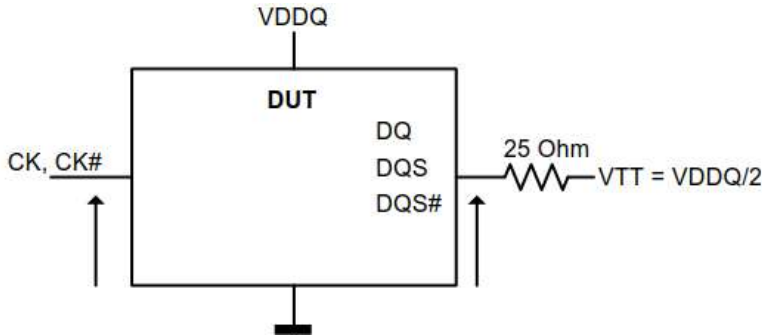 VDDQ
DUT
DQ
25 Ohm
CK, CK#
DQS
VTT = VDDQ/2
DQS#